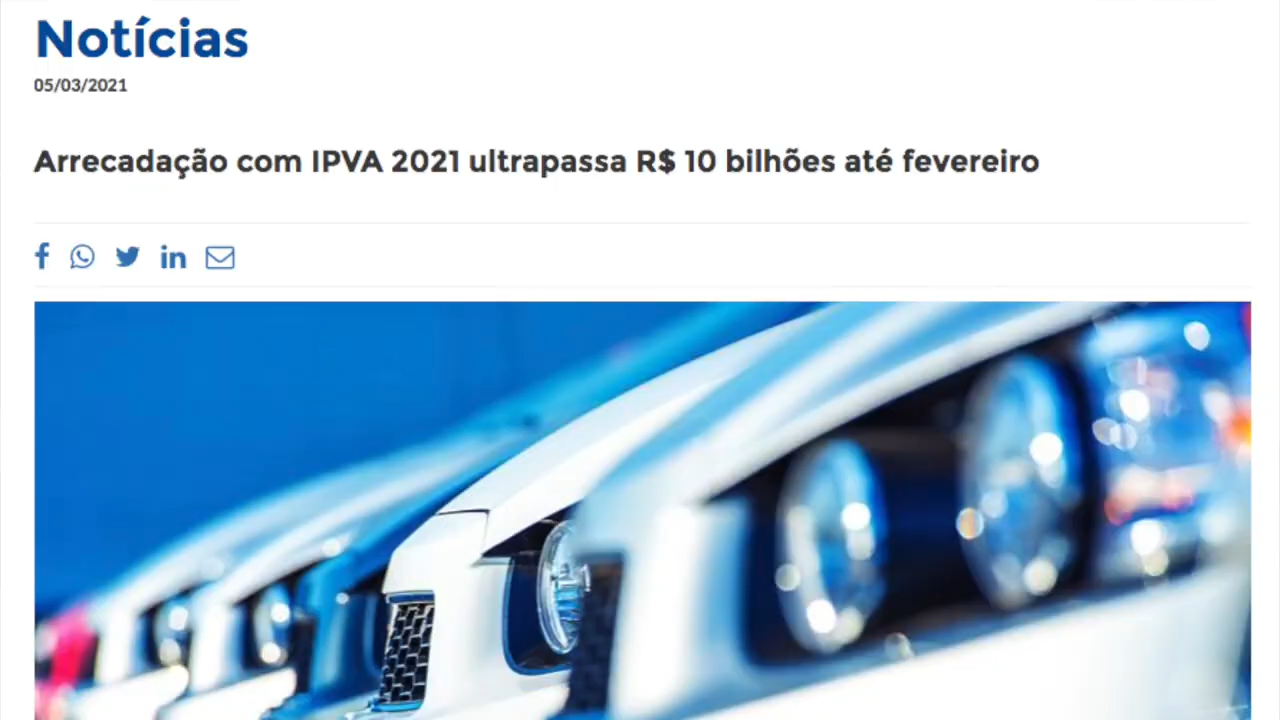 Notícias
05/03/2021
Arrecadação com IPVA 2021 ultrapassa R$ 10 bilhões até fevereiro